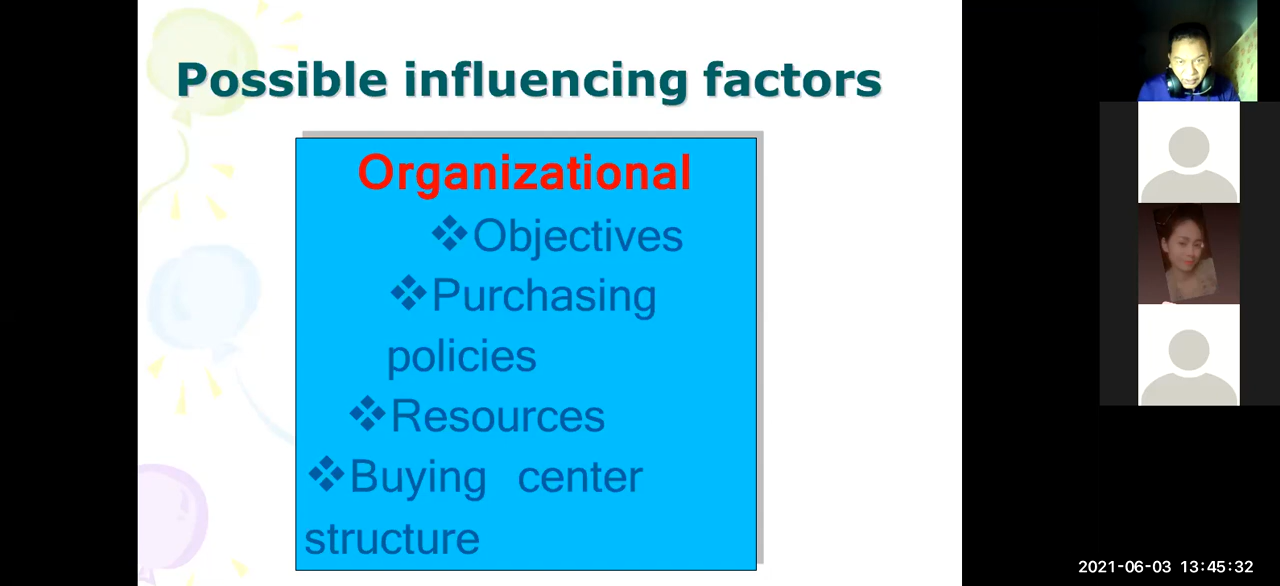 Possible influencing factors
Organizational
❖Objectives
❖Purchasing
policies
❖Resources
❖Buying center
structure
2021-06-03 13:45:32